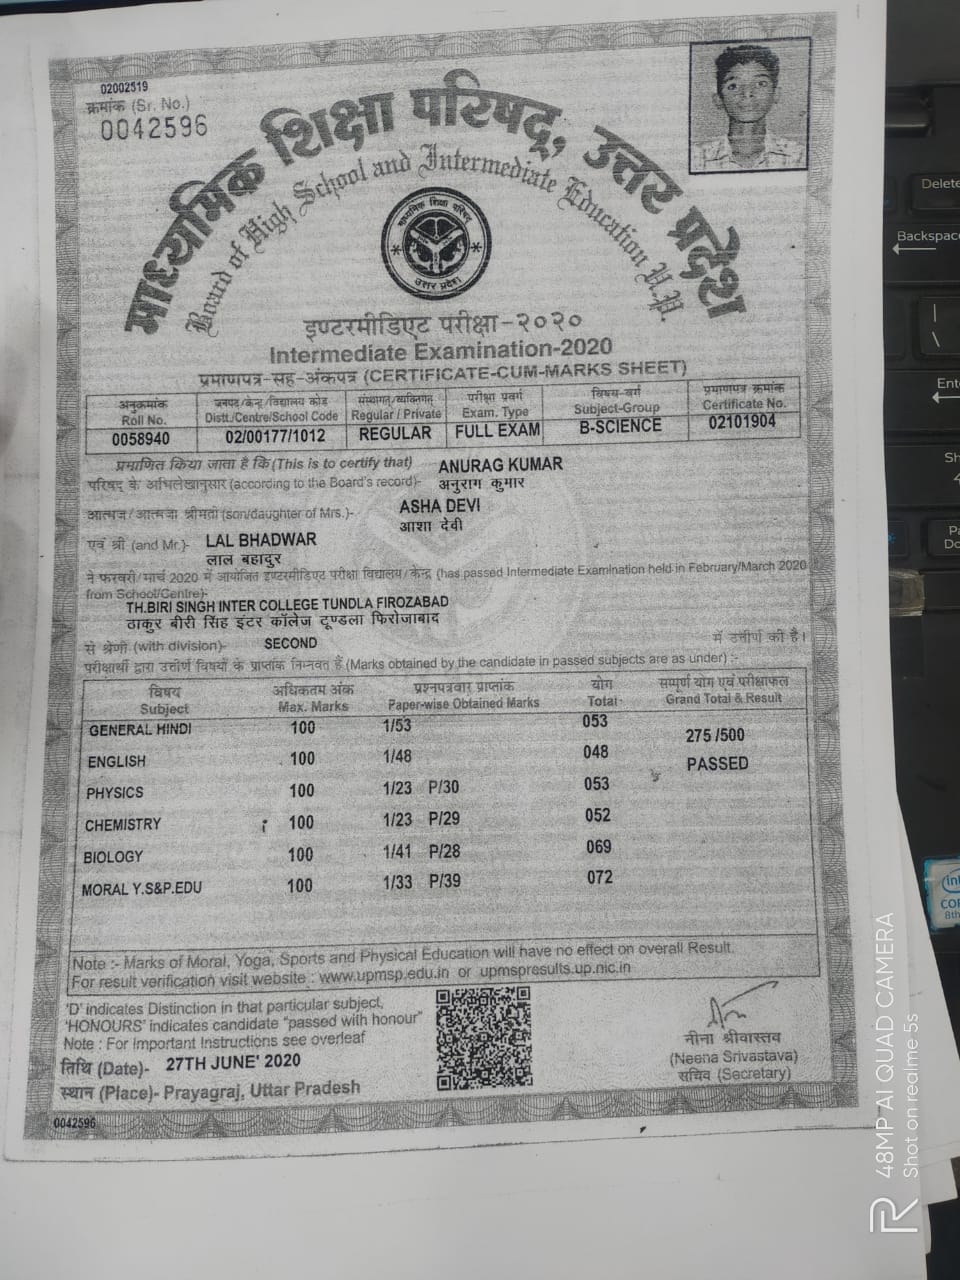 02002519
क्रमांक (Sr. No.)
0042596
माध्यमिक शिक्षा परिषद्, उत्तर प्रदेश
Board of High School and Intermediate Education U.P.
माध्यमिक शिक्षा परिषद्
उत्तर प्रदेश
इण्टरमीडिएट परीक्षा-२०२०
Intermediate Examination-2020
प्रमाणपत्र-सह-अंकपत्र (CERTIFICATE-CUM-MARKS SHEET)
अनुक्रमांक जनपद/केन्द्र/विद्यालय कोड संस्थागत/व्यक्तिगत परीक्षा प्रवर्ग विषय-वर्ग प्रमाणपत्र क्रमांक
Roll No. Distt./Centre/School Code Regular / Private Exam. Type Subject-Group Certificate No.
0058940 02/00177/1012 REGULAR FULL EXAM B-SCIENCE 02101904
प्रमाणित किया जाता है कि (This is to certify that) ANURAG KUMAR
परिषद के अभिलेखानुसार (according to the Board's record)- अनुराग कुमार
आत्मज/आत्मजा श्रीमती (son/daughter of Mrs.)- ASHA DEVI
आशा देवी
एवं श्री (and Mr.)- LAL BHADWAR
लाल बहादुर
ने फरवरी/मार्च 2020 में आयोजित इण्टरमीडिएट परीक्षा विद्यालय/केन्द्र (has passed Intermediate Examination held in February/March 2020
from School/Centre)-
TH.BIRI SINGH INTER COLLEGE TUNDLA FIROZABAD
ठाकुर बीरी सिंह इंटर कॉलेज टूण्डला फिरोजाबाद
से श्रेणी (with division)- SECOND में उत्तीर्ण की है।
परीक्षार्थी द्वारा उत्तीर्ण विषयों के प्राप्तांक निम्नवत हैं (Marks obtained by the candidate in passed subjects are as under) :-
विषय अधिकतम अंक प्रश्नपत्रवार प्राप्तांक योग सम्पूर्ण योग एवं परीक्षाफल
Subject Max. Marks Paper-wise Obtained Marks Total Grand Total & Result
GENERAL HINDI 100 1/53 053
275 /500
ENGLISH 100 1/48 048
PASSED
PHYSICS 100 1/23 P/30 053
CHEMISTRY 100 1/23 P/29 052
BIOLOGY 100 1/41 P/28 069
MORAL Y.S&P.EDU 100 1/33 P/39 072
Note :- Marks of Moral, Yoga, Sports and Physical Education will have no effect on overall Result.
For result verification visit website : www.upmsp.edu.in or upmspresults.up.nic.in
'D' indicates Distinction in that particular subject,
'HONOURS' indicates candidate "passed with honour"
Note : For Important Instructions see overleaf
तिथि (Date)- 27TH JUNE' 2020
स्थान (Place)- Prayagraj, Uttar Pradesh
नीना श्रीवास्तव
(Neena Srivastava)
सचिव (Secretary)
0042596
Delete
Backspac
\
Ent
Sh
48MP AI QUAD CAMERA
Shot on realme 5s